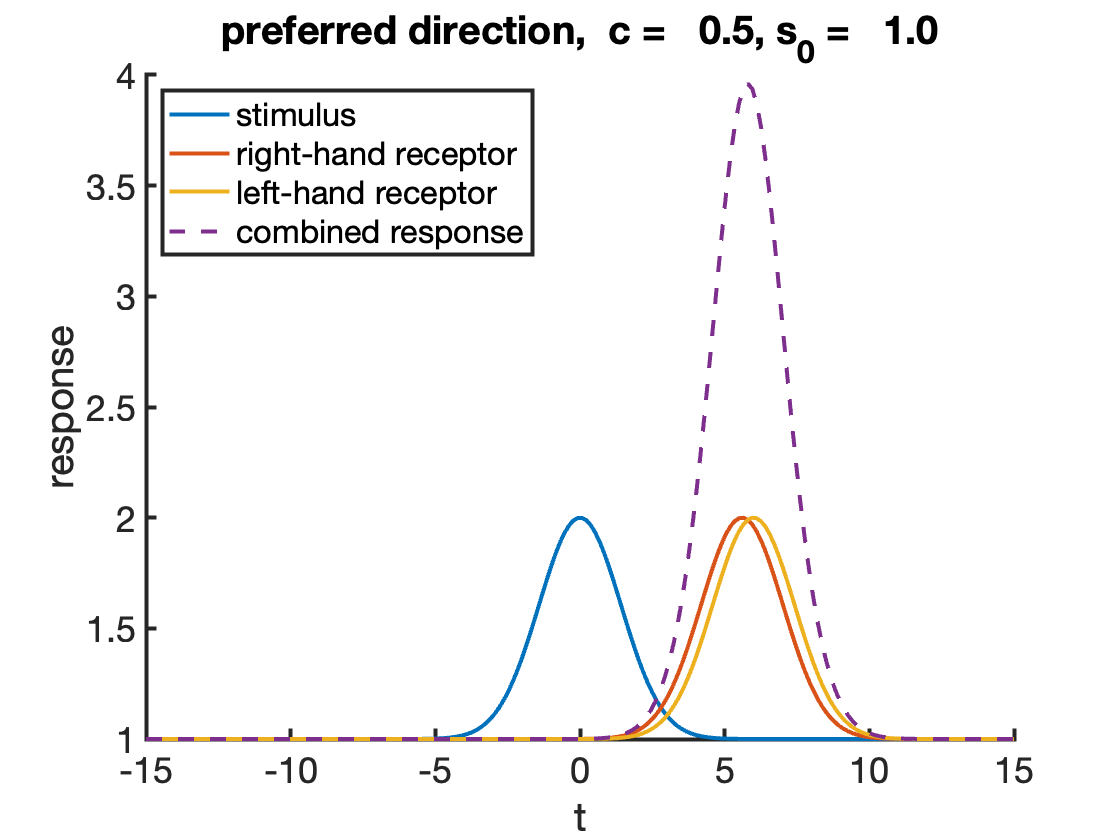 preferred direction, c = 0.5, s0 = 1.0
4
stimulus
right-hand receptor
left-hand receptor
combined response
3.5
3
2.5
2
1.5
1
response
-15 -10 -5 0 5 10 15
t